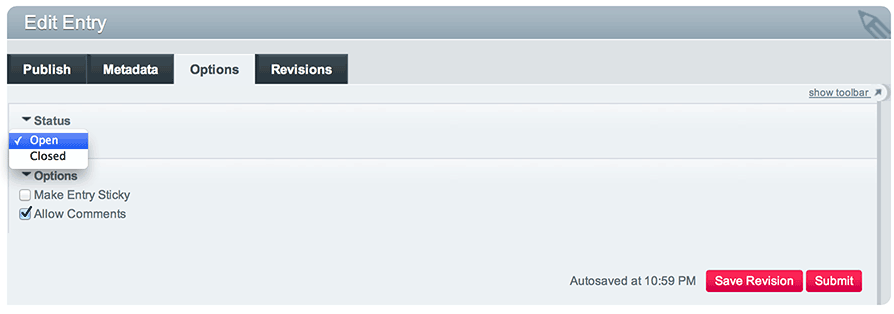 Edit Entry
Publish Metadata Options Revisions
show toolbar
Status
Open
Closed
Options
Make Entry Sticky
Allow Comments
Autosaved at 10:59 PM Save Revision Submit